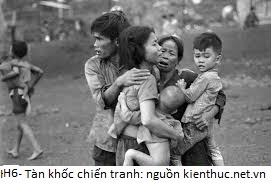 H6- Tàn khốc chiến tranh: nguồn kienthuc.net.vn